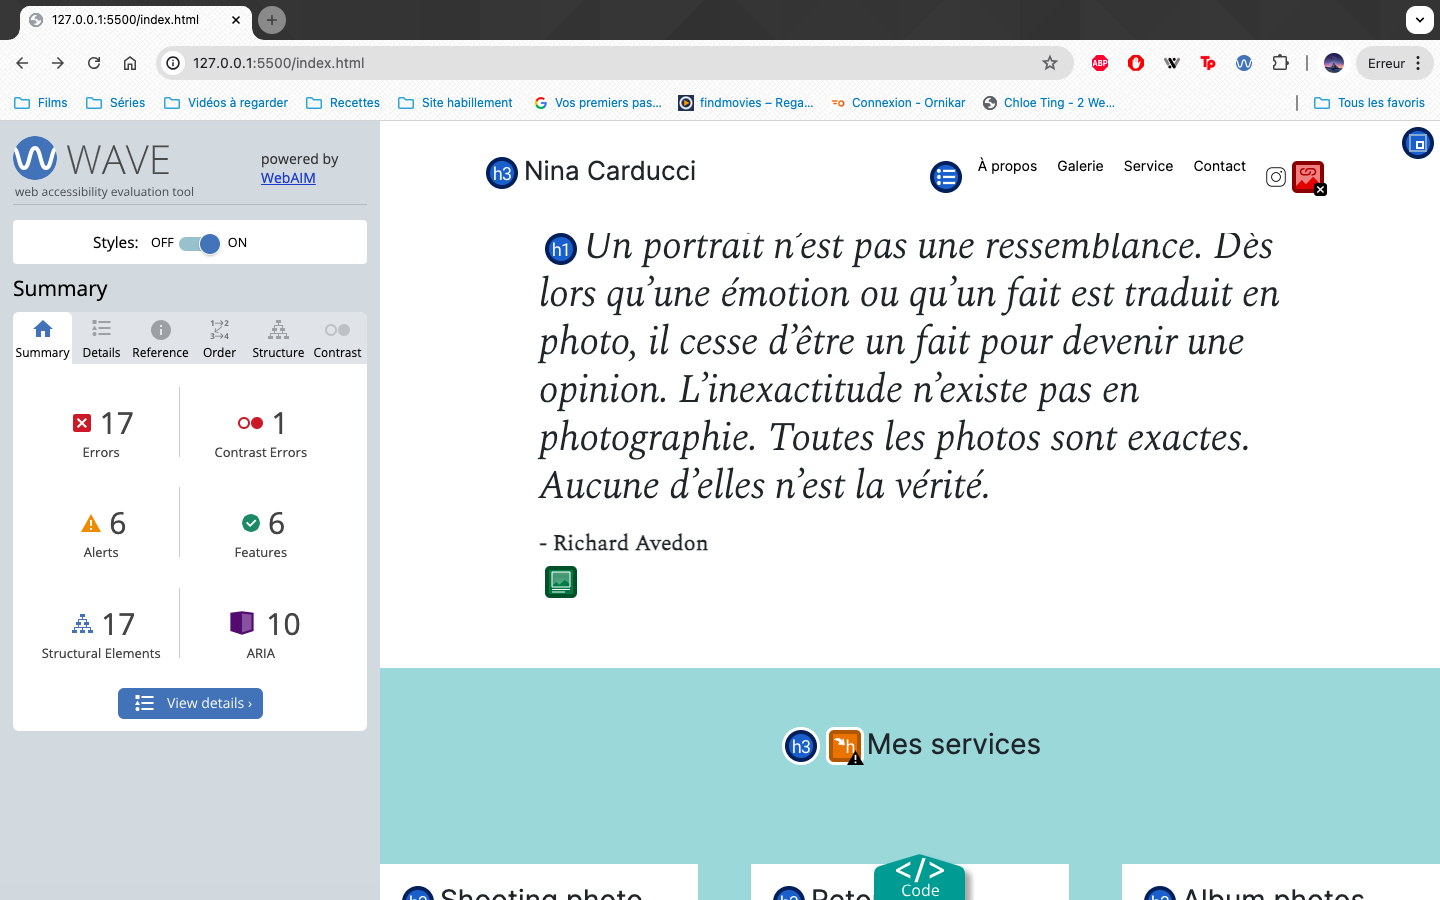 127.0.0.1:5500/index.html
127.0.0.1:5500/index.html
ABP
Tp
Erreur
Films
Séries
Vidéos à regarder
Recettes
Site habillement
Vos premiers pas...
findmovies – Rega...
Connexion - Ornikar
Chloe Ting - 2 We...
Tous les favoris
WAVE
web accessibility evaluation tool
powered by
WebAIM
Styles: OFF ON
Summary
Summary
Details
Reference
Order
Structure
Contrast
17
Errors
1
Contrast Errors
6
Alerts
6
Features
17
Structural Elements
10
ARIA
View details ›
h3 Nina Carducci
À propos
Galerie
Service
Contact
h1 Un portrait n’est pas une ressemblance. Dès
lors qu’une émotion ou qu’un fait est traduit en
photo, il cesse d’être un fait pour devenir une
opinion. L’inexactitude n’existe pas en
photographie. Toutes les photos sont exactes.
Aucune d’elles n’est la vérité.
- Richard Avedon
h3 h Mes services
Shooting photo
</>
Code
Album photos